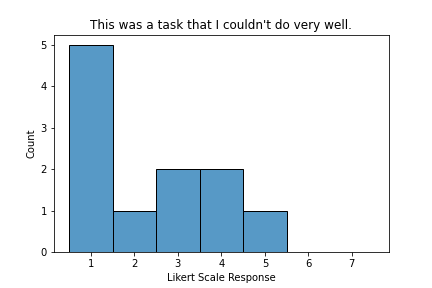 This was a task that I couldn't do very well.
5
4
3
2
1
0
Count
1 2 3 4 5 6 7
Likert Scale Response